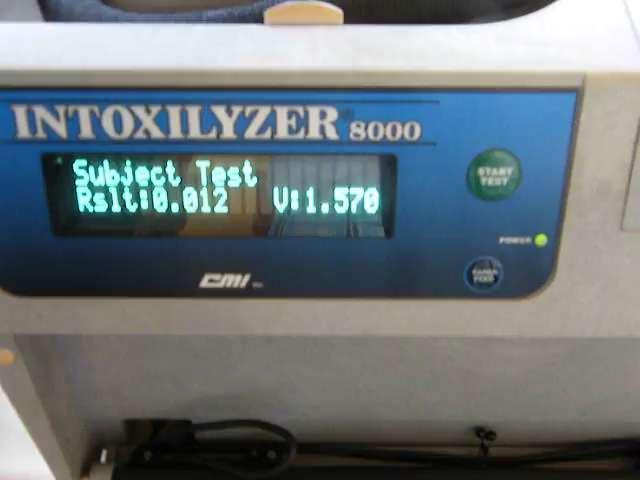 INTOXILYZER 8000
Subject Test
Rslt:0.012 V:1.570
START
TEST
POWER
CMI